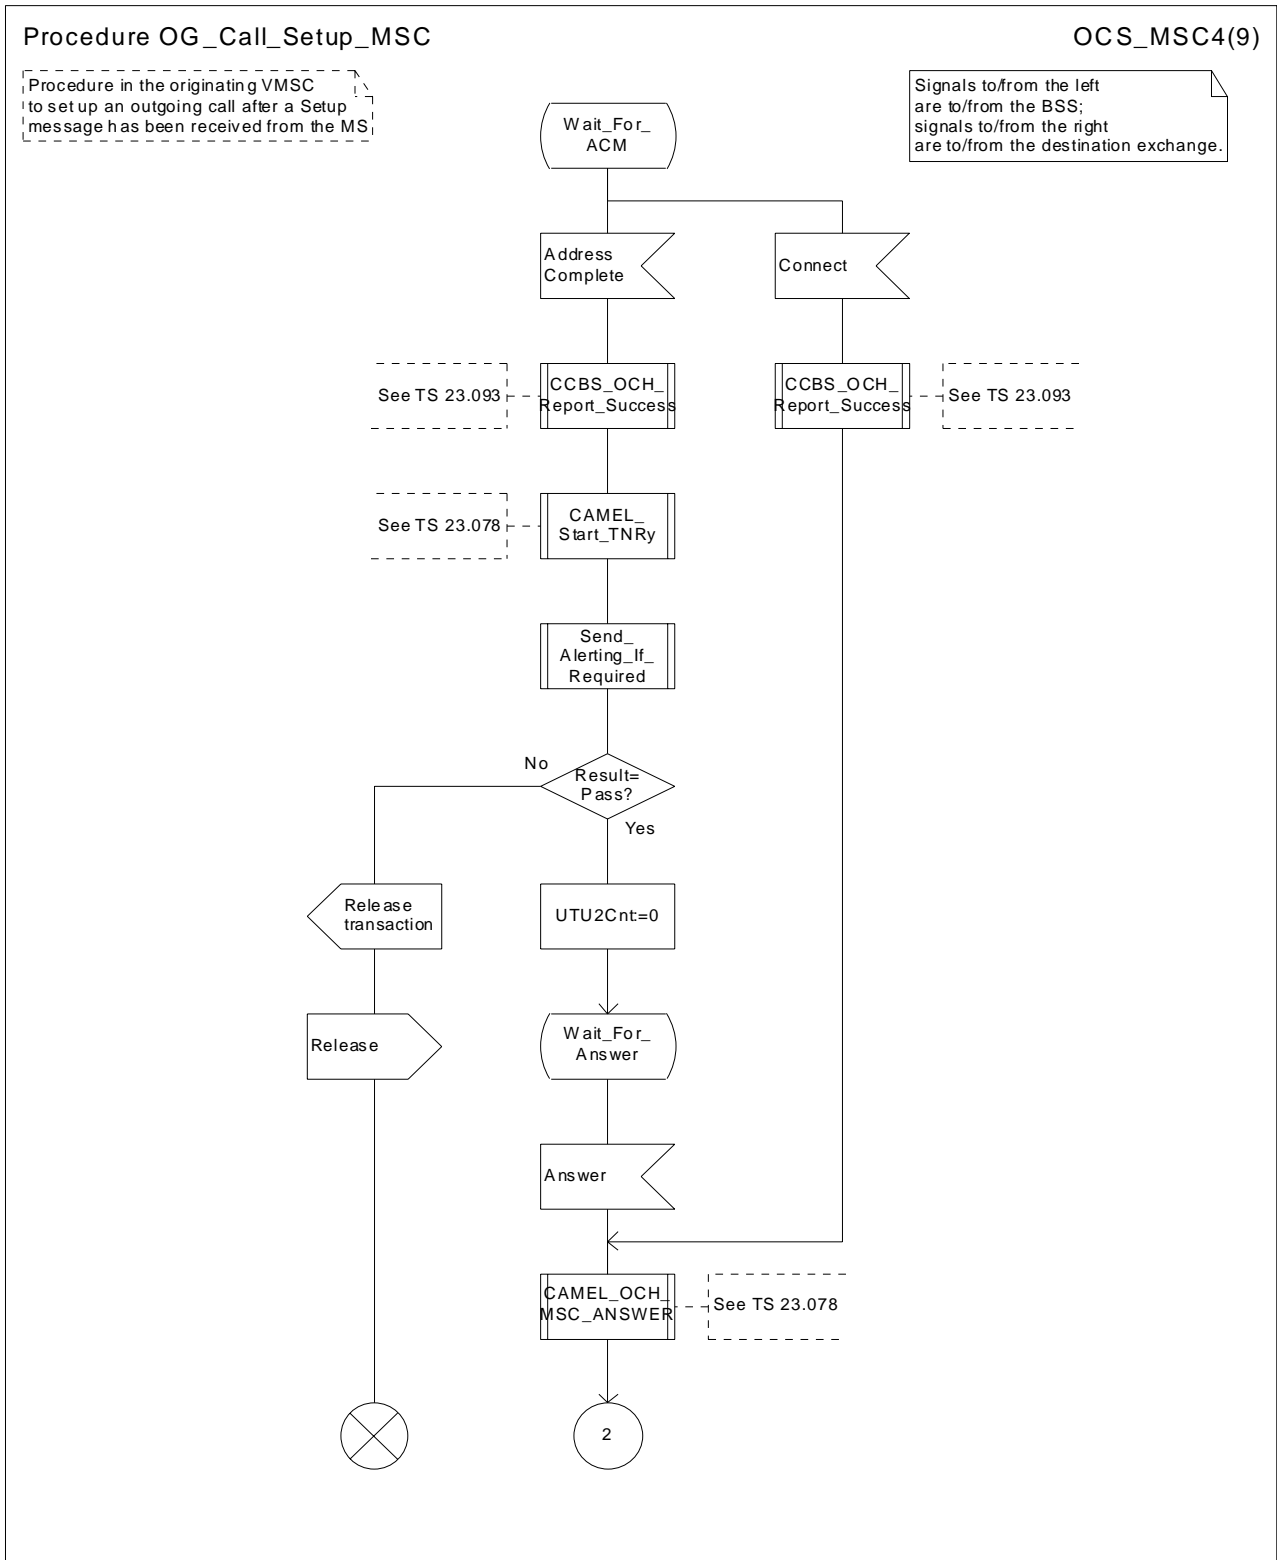 Procedure OG_Call_Setup_MSC
OCS_MSC4(9)
Procedure in the originating VMSC
to set up an outgoing call after a Setup
message has been received from the MS
Signals to/from the left
are to/from the BSS;
signals to/from the right
are to/from the destination exchange.
Wait_For_
ACM
Address
Complete
Connect
See TS 23.093
CCBS_OCH_
Report_Success
CCBS_OCH_
Report_Success
See TS 23.093
See TS 23.078
CAMEL_
Start_TNRy
Send_
Alerting_If_
Required
No
Result=
Pass?
Yes
Release
transaction
UTU2Cnt:=0
Release
Wait_For_
Answer
Answer
CAMEL_OCH_
MSC_ANSWER
See TS 23.078
2